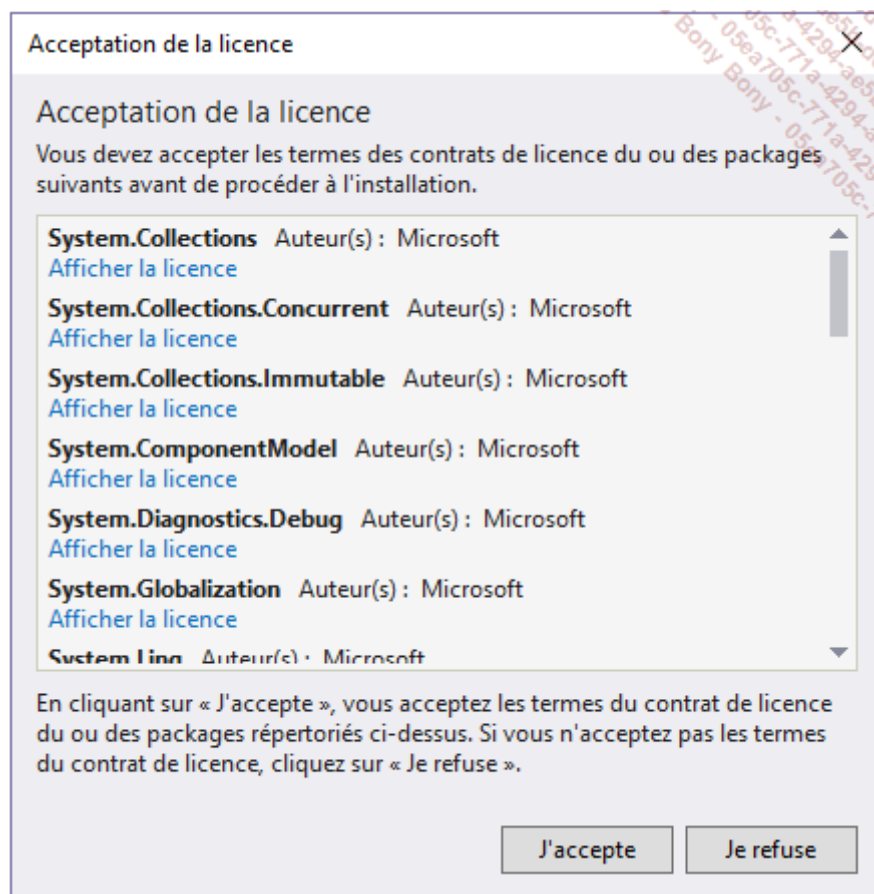 Acceptation de la licence
Acceptation de la licence
Vous devez accepter les termes des contrats de licence du ou des packages
suivants avant de procéder à l'installation.
System.Collections Auteur(s) : Microsoft
Afficher la licence
System.Collections.Concurrent Auteur(s) : Microsoft
Afficher la licence
System.Collections.Immutable Auteur(s) : Microsoft
Afficher la licence
System.ComponentModel Auteur(s) : Microsoft
Afficher la licence
System.Diagnostics.Debug Auteur(s) : Microsoft
Afficher la licence
System.Globalization Auteur(s) : Microsoft
Afficher la licence
System.Linq Auteur(s) : Microsoft
En cliquant sur « J'accepte », vous acceptez les termes du contrat de licence
du ou des packages répertoriés ci-dessus. Si vous n'acceptez pas les termes
du contrat de licence, cliquez sur « Je refuse ».
J'accepte Je refuse